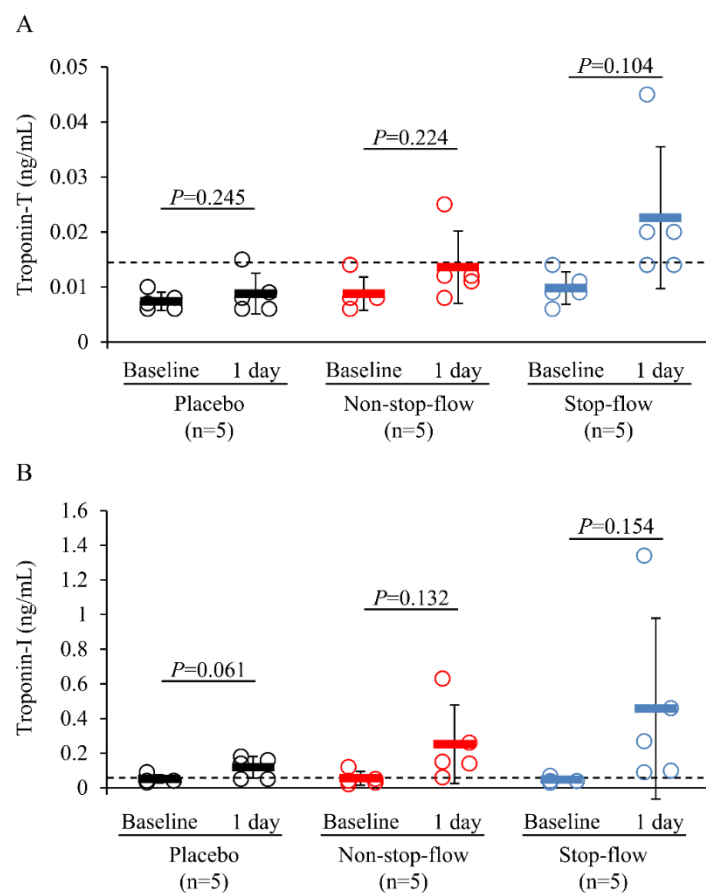 A
Troponin-T (ng/mL)
0.05
0.04
0.03
0.02
0.01
0
P=0.245
P=0.224
P=0.104
Baseline 1 day Baseline 1 day Baseline 1 day
Placebo Non-stop-flow Stop-flow
(n=5) (n=5) (n=5)
B
Troponin-I (ng/mL)
1.6
1.4
1.2
1
0.8
0.6
0.4
0.2
0
P=0.061
P=0.132
P=0.154
Baseline 1 day Baseline 1 day Baseline 1 day
Placebo Non-stop-flow Stop-flow
(n=5) (n=5) (n=5)